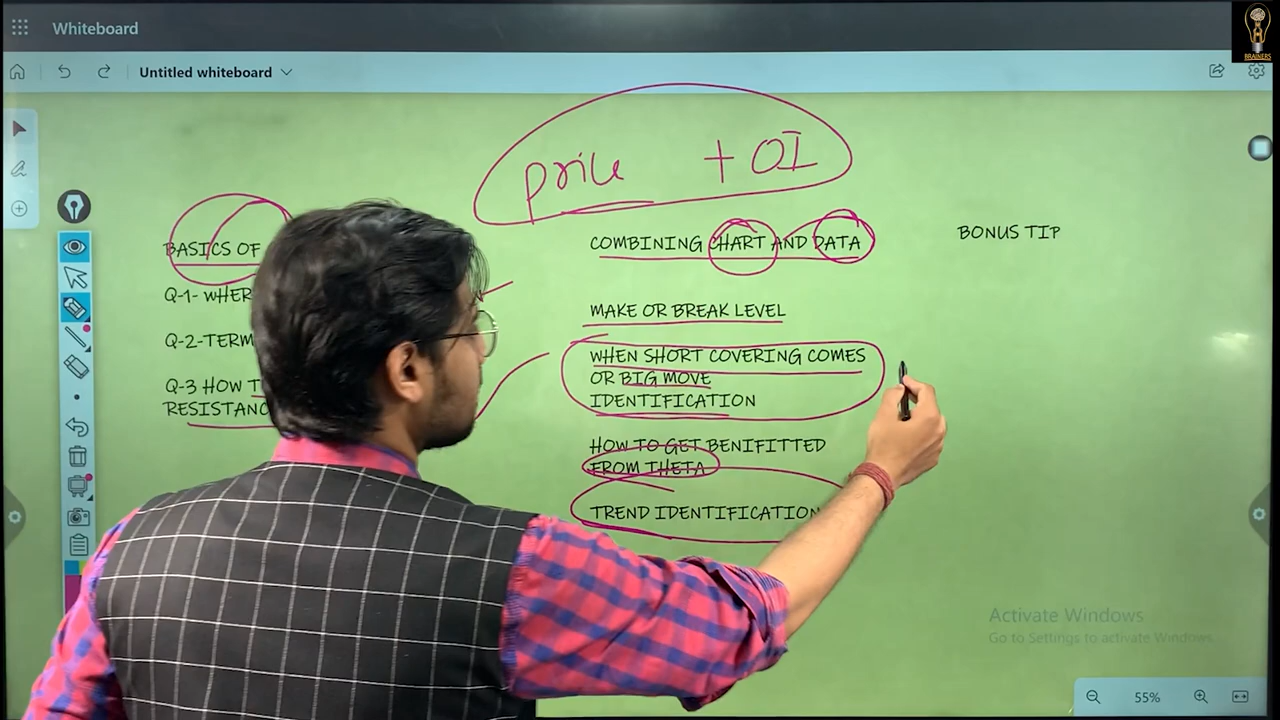 BRAINERS
Whiteboard
Untitled whiteboard
price + OI
BASICS OF
Q-1- WHER
Q-2-TERM
Q-3 HOW T
RESISTANC
COMBINING CHART AND DATA
MAKE OR BREAK LEVEL
WHEN SHORT COVERING COMES
OR BIG MOVE
IDENTIFICATION
HOW TO GET BENIFITTED
FROM THETA
TREND IDENTIFICATION
BONUS TIP
Activate Windows
Go to Settings to activate Windows.
55%